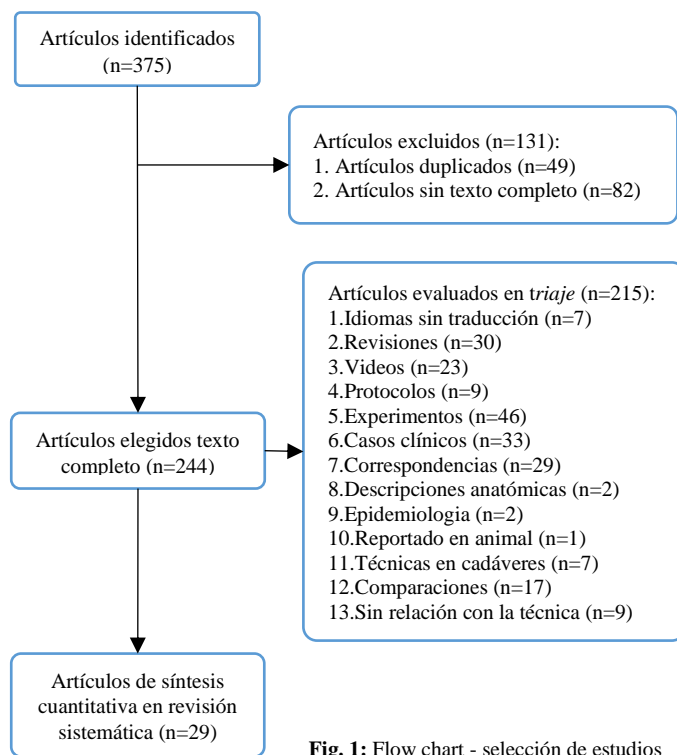 Artículos identificados
(n=375)
Artículos excluidos (n=131):
1. Artículos duplicados (n=49)
2. Artículos sin texto completo (n=82)
Artículos evaluados en triaje (n=215):
1.Idiomas sin traducción (n=7)
2.Revisiones (n=30)
3.Videos (n=23)
4.Protocolos (n=9)
5.Experimentos (n=46)
6.Casos clínicos (n=33)
7.Correspondencias (n=29)
8.Descripciones anatómicas (n=2)
9.Epidemiologia (n=2)
10.Reportado en animal (n=1)
11.Técnicas en cadáveres (n=7)
12.Comparaciones (n=17)
13.Sin relación con la técnica (n=9)
Artículos elegidos texto
completo (n=244)
Artículos de síntesis
cuantitativa en revisión
sistemática (n=29)
Fig. 1: Flow chart - selección de estudios